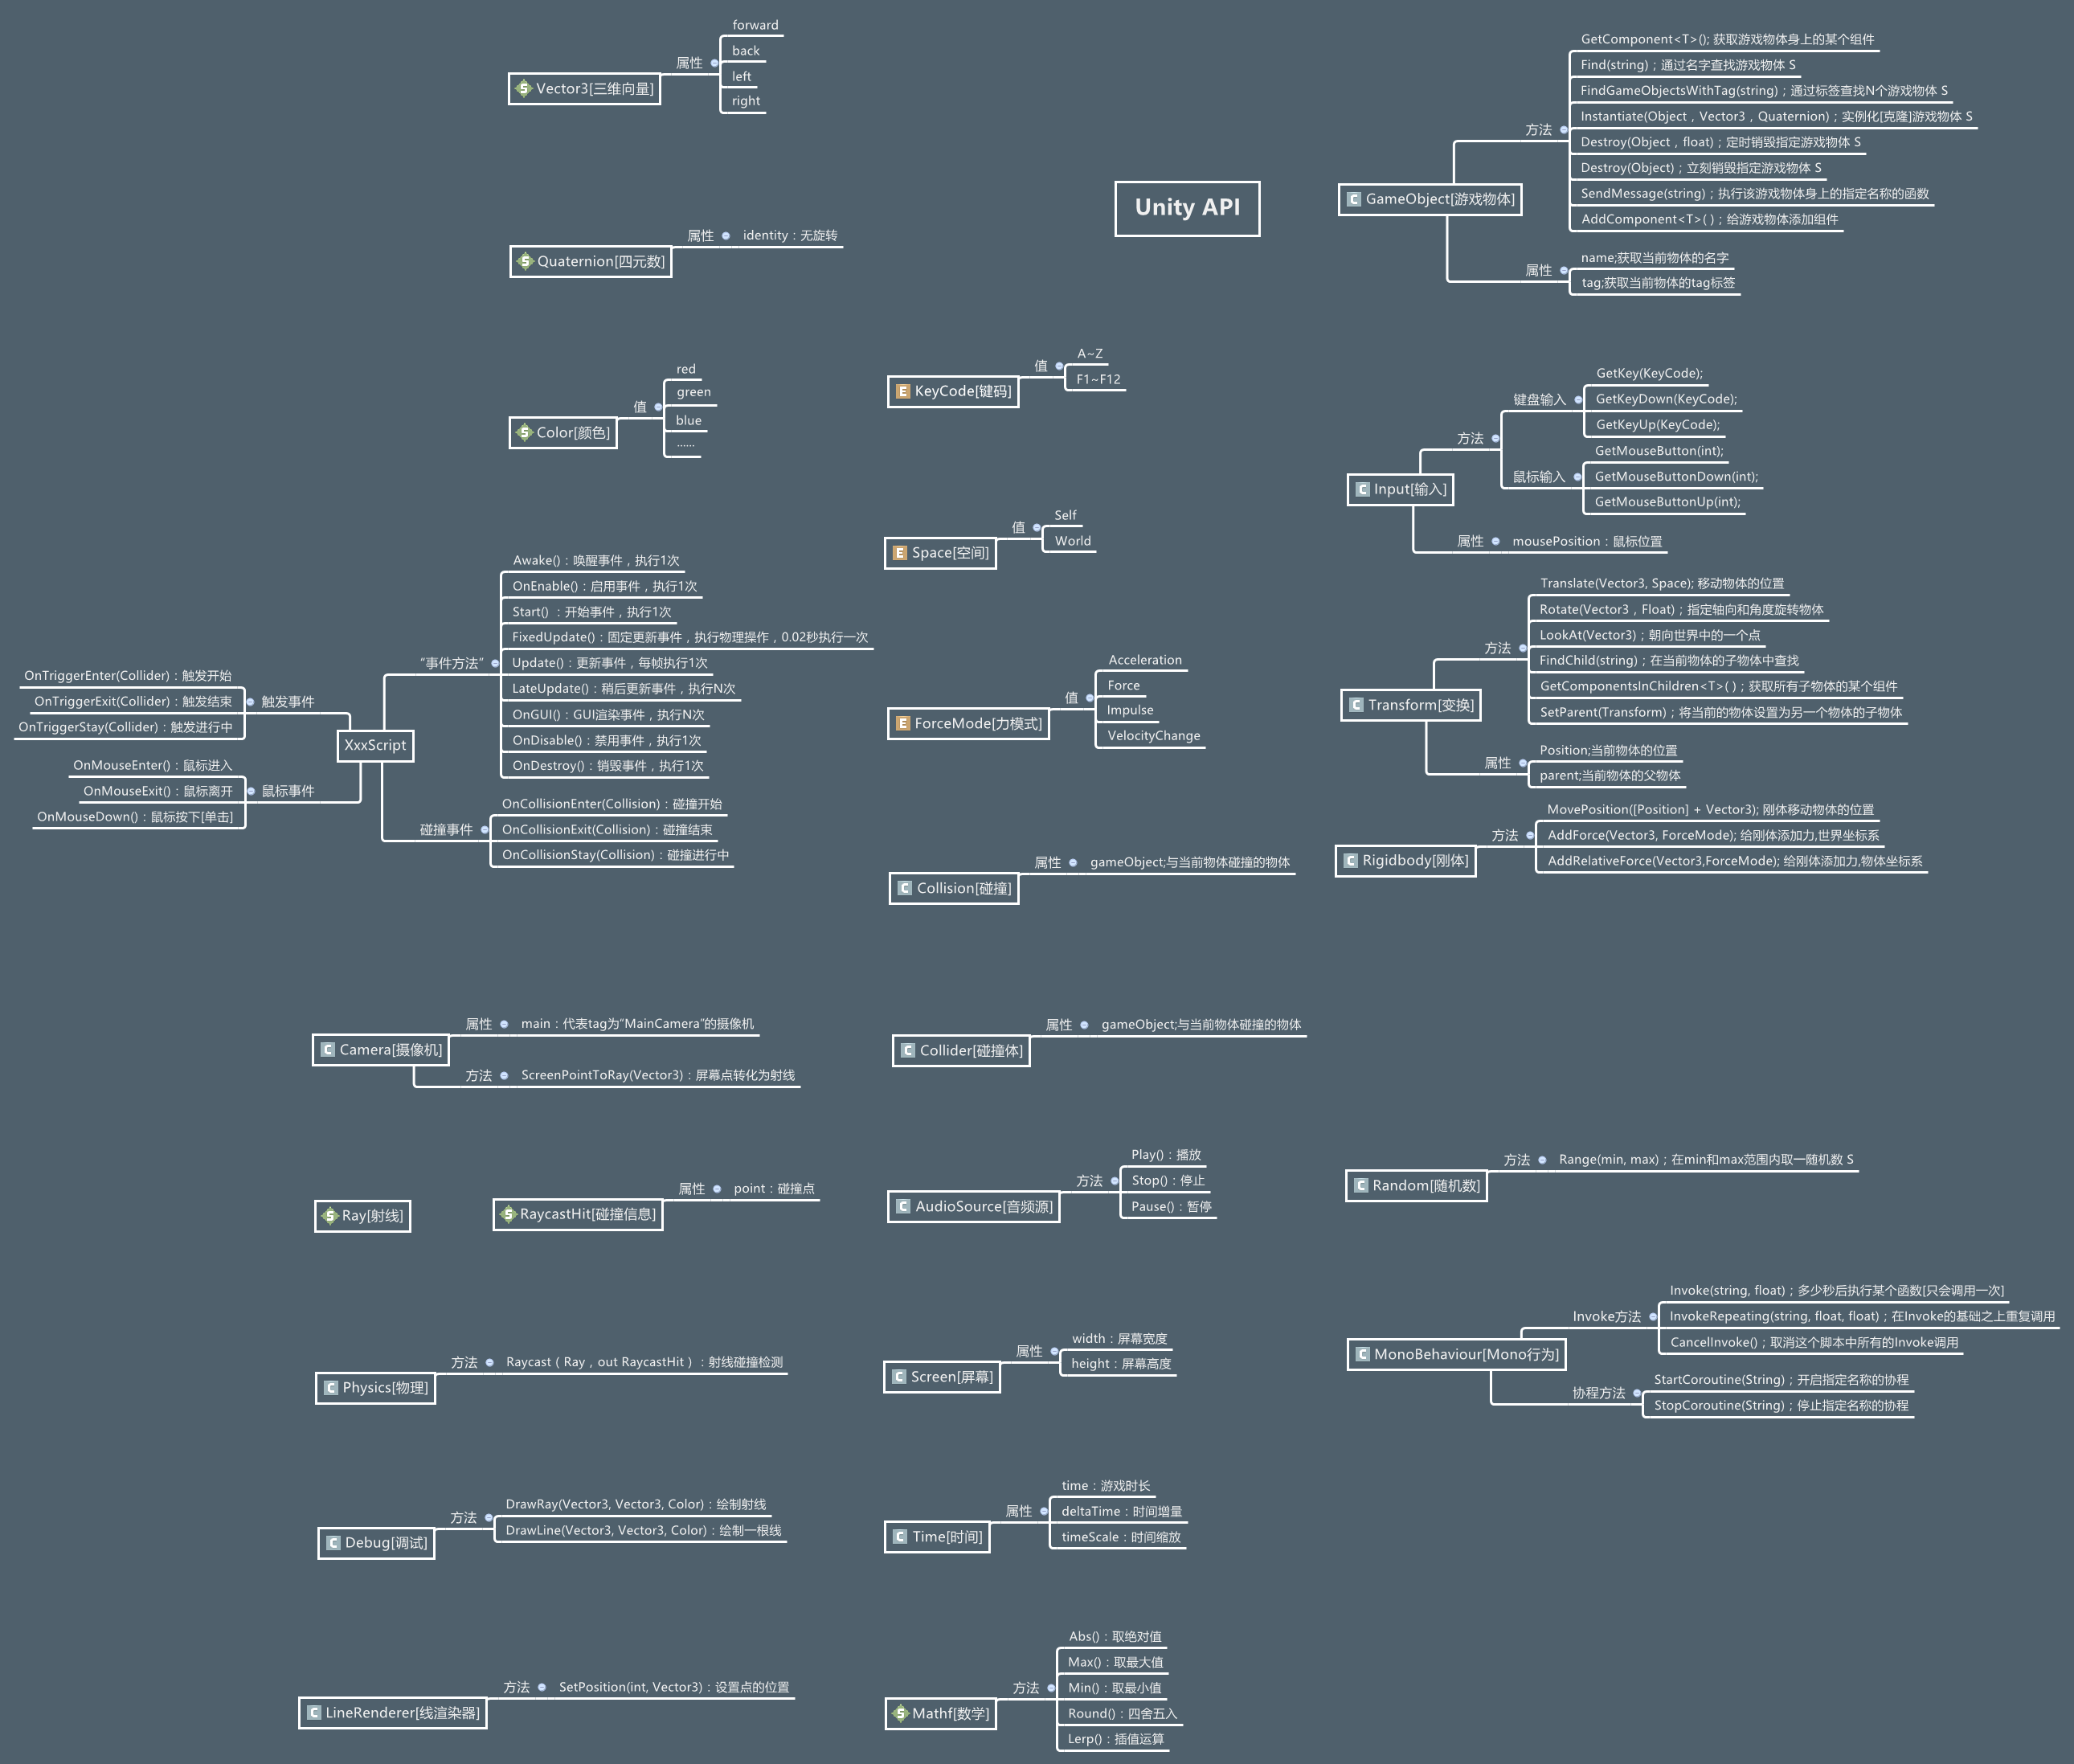 Unity API
Vector3[三维向量]
属性
forward
back
left
right
Quaternion[四元数]
属性
identity：无旋转
Color[颜色]
值
red
green
blue
......
XxxScript
“事件方法”
Awake()：唤醒事件，执行1次
OnEnable()：启用事件，执行1次
Start() ：开始事件，执行1次
FixedUpdate()：固定更新事件，执行物理操作，0.02秒执行一次
Update()：更新事件，每帧执行1次
LateUpdate()：稍后更新事件，执行N次
OnGUI()：GUI渲染事件，执行N次
OnDisable()：禁用事件，执行1次
OnDestroy()：销毁事件，执行1次
碰撞事件
OnCollisionEnter(Collision)：碰撞开始
OnCollisionExit(Collision)：碰撞结束
OnCollisionStay(Collision)：碰撞进行中
触发事件
OnTriggerEnter(Collider)：触发开始
OnTriggerExit(Collider)：触发结束
OnTriggerStay(Collider)：触发进行中
鼠标事件
OnMouseEnter()：鼠标进入
OnMouseExit()：鼠标离开
OnMouseDown()：鼠标按下[单击]
Camera[摄像机]
属性
main：代表tag为“MainCamera”的摄像机
方法
ScreenPointToRay(Vector3)：屏幕点转化为射线
Ray[射线]
RaycastHit[碰撞信息]
属性
point：碰撞点
Physics[物理]
方法
Raycast（Ray，out RaycastHit）：射线碰撞检测
Debug[调试]
方法
DrawRay(Vector3, Vector3, Color)：绘制射线
DrawLine(Vector3, Vector3, Color)：绘制一根线
LineRenderer[线渲染器]
方法
SetPosition(int, Vector3)：设置点的位置
KeyCode[键码]
值
A~Z
F1~F12
Space[空间]
值
Self
World
ForceMode[力模式]
值
Acceleration
Force
Impulse
VelocityChange
Collision[碰撞]
属性
gameObject;与当前物体碰撞的物体
Collider[碰撞体]
属性
gameObject;与当前物体碰撞的物体
AudioSource[音频源]
方法
Play()：播放
Stop()：停止
Pause()：暂停
Screen[屏幕]
属性
width：屏幕宽度
height：屏幕高度
Time[时间]
属性
time：游戏时长
deltaTime：时间增量
timeScale：时间缩放
Mathf[数学]
方法
Abs()：取绝对值
Max()：取最大值
Min()：取最小值
Round()：四舍五入
Lerp()：插值运算
GameObject[游戏物体]
方法
GetComponent<T>(); 获取游戏物体身上的某个组件
Find(string)；通过名字查找游戏物体 S
FindGameObjectsWithTag(string)；通过标签查找N个游戏物体 S
Instantiate(Object，Vector3，Quaternion)；实例化[克隆]游戏物体 S
Destroy(Object，float)；定时销毁指定游戏物体 S
Destroy(Object)；立刻销毁指定游戏物体 S
SendMessage(string)；执行该游戏物体身上的指定名称的函数
AddComponent<T>( )；给游戏物体添加组件
属性
name;获取当前物体的名字
tag;获取当前物体的tag标签
Input[输入]
方法
键盘输入
GetKey(KeyCode);
GetKeyDown(KeyCode);
GetKeyUp(KeyCode);
鼠标输入
GetMouseButton(int);
GetMouseButtonDown(int);
GetMouseButtonUp(int);
属性
mousePosition：鼠标位置
Transform[变换]
方法
Translate(Vector3, Space); 移动物体的位置
Rotate(Vector3，Float)；指定轴向和角度旋转物体
LookAt(Vector3)；朝向世界中的一个点
FindChild(string)；在当前物体的子物体中查找
GetComponentsInChildren<T>( )；获取所有子物体的某个组件
SetParent(Transform)；将当前的物体设置为另一个物体的子物体
属性
Position;当前物体的位置
parent;当前物体的父物体
Rigidbody[刚体]
方法
MovePosition([Position] + Vector3); 刚体移动物体的位置
AddForce(Vector3, ForceMode); 给刚体添加力,世界坐标系
AddRelativeForce(Vector3,ForceMode); 给刚体添加力,物体坐标系
Random[随机数]
方法
Range(min, max)；在min和max范围内取一随机数 S
MonoBehaviour[Mono行为]
Invoke方法
Invoke(string, float)；多少秒后执行某个函数[只会调用一次]
InvokeRepeating(string, float, float)；在Invoke的基础之上重复调用
CancelInvoke()；取消这个脚本中所有的Invoke调用
协程方法
StartCoroutine(String)；开启指定名称的协程
StopCoroutine(String)；停止指定名称的协程